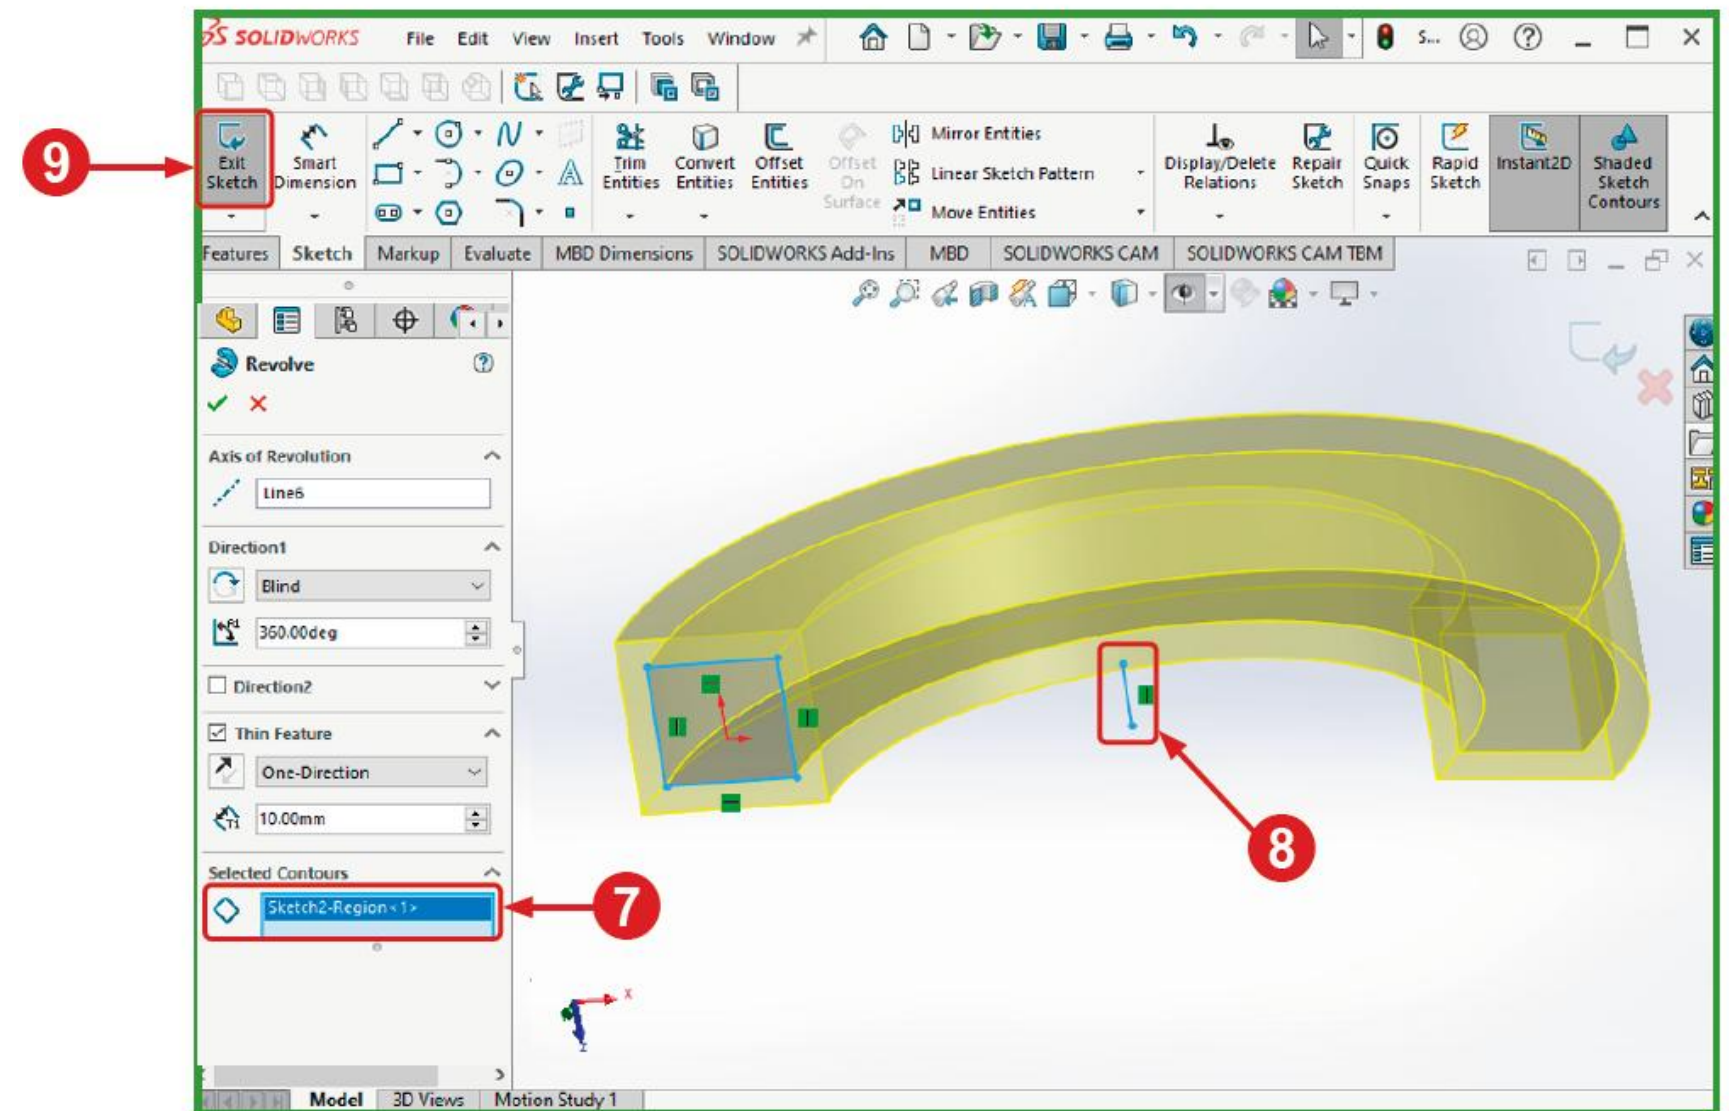 SOLIDWORKS File Edit View Insert Tools Window S...
9
Exit Sketch
Smart Dimension
Trim Entities
Convert Entities
Offset Entities
Offset On Surface
Mirror Entities
Linear Sketch Pattern
Move Entities
Display/Delete Relations
Repair Sketch
Quick Snaps
Rapid Sketch
Instant2D
Shaded Sketch Contours
Features Sketch Markup Evaluate MBD Dimensions SOLIDWORKS Add-Ins MBD SOLIDWORKS CAM SOLIDWORKS CAM TBM
Revolve
Axis of Revolution
Line6
Direction1
Blind
360.00deg
Direction2
Thin Feature
One-Direction
10.00mm
Selected Contours
Sketch2-Region<1>
7
8
X
Z
Model 3D Views Motion Study 1